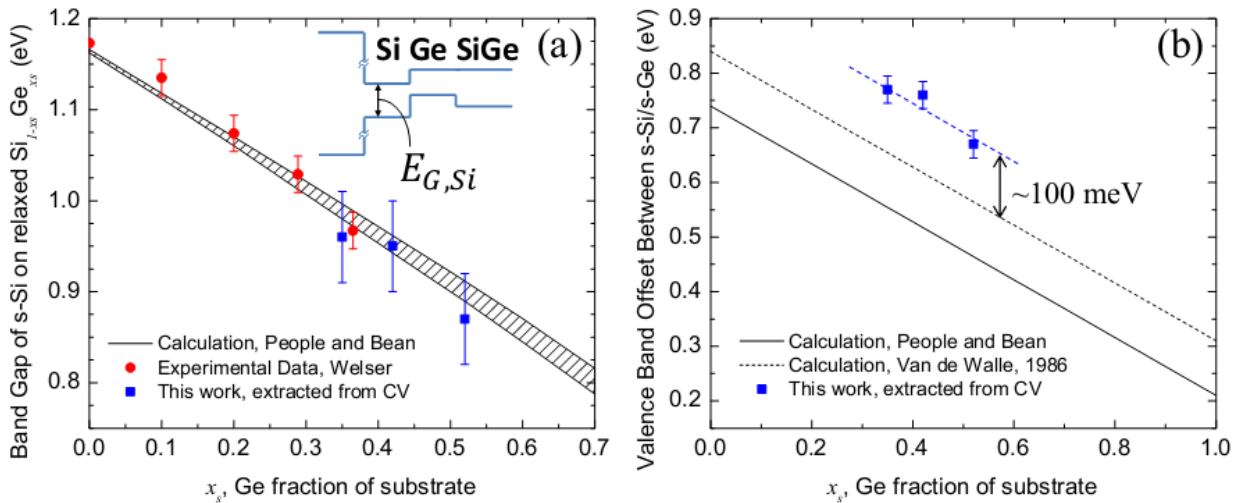 (a)
Si Ge SiGe
E_{G,Si}
1.2
1.1
1.0
0.9
0.8
Band Gap of s-Si on relaxed Si_{1-xs} Ge_{xs} (eV)
Calculation, People and Bean
Experimental Data, Welser
This work, extracted from CV
0.0 0.1 0.2 0.3 0.4 0.5 0.6 0.7
x_s, Ge fraction of substrate
(b)
0.9
0.8
0.7
0.6
0.5
0.4
0.3
0.2
Valence Band Offset Between s-Si/s-Ge (eV)
~100 meV
Calculation, People and Bean
Calculation, Van de Walle, 1986
This work, extracted from CV
0.0 0.2 0.4 0.6 0.8 1.0
x_s, Ge fraction of substrate